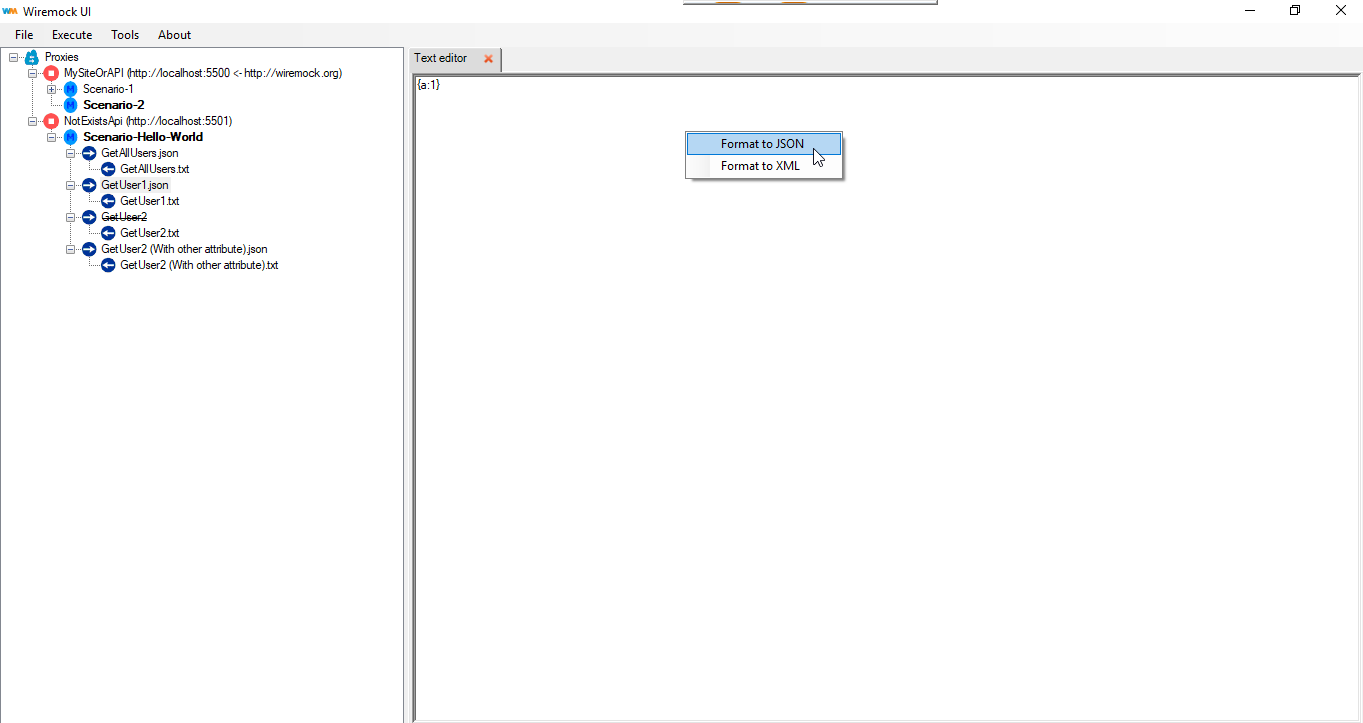 WM Wiremock UI
File Execute Tools About
Proxies
MySiteOrAPI (http://localhost:5500 <- http://wiremock.org)
M Scenario-1
M Scenario-2
NotExistsApi (http://localhost:5501)
M Scenario-Hello-World
GetAllUsers.json
GetAllUsers.txt
GetUser1.json
GetUser1.txt
GetUser2
GetUser2.txt
GetUser2 (With other attribute).json
GetUser2 (With other attribute).txt
Text editor
{a:1}
Format to JSON
Format to XML